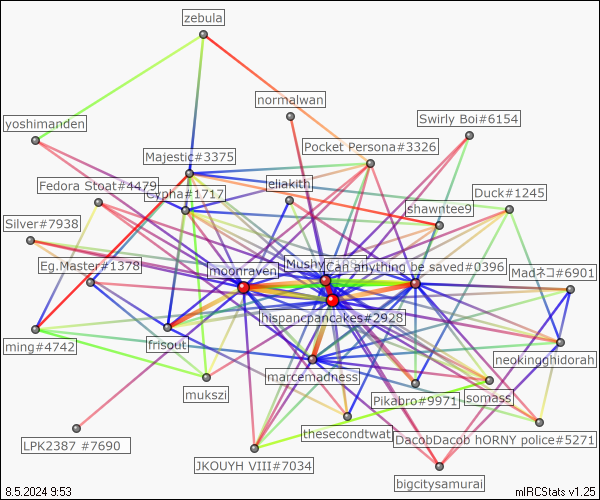 zebula
normalwan
Swirly Boi#6154
yoshimanden
Pocket Persona#3326
Majestic#3375
Fedora Stoat#4479
eliakith
Cypha#1717
Duck#1245
shawntee9
Silver#7938
Eg.Master#1378
moonraven
Mushy
Can anything be saved#0396
Madネコ#6901
hispancpancakes#2928
ming#4742
frisout
neokingghidorah
marcemadness
mukszi
Pikabro#9971
somass
thesecondtwat
DacobDacob hORNY police#5271
LPK2387 #7690
JKOUYH VIII#7034
bigcitysamurai
8.5.2024 9:53
mIRCStats v1.25